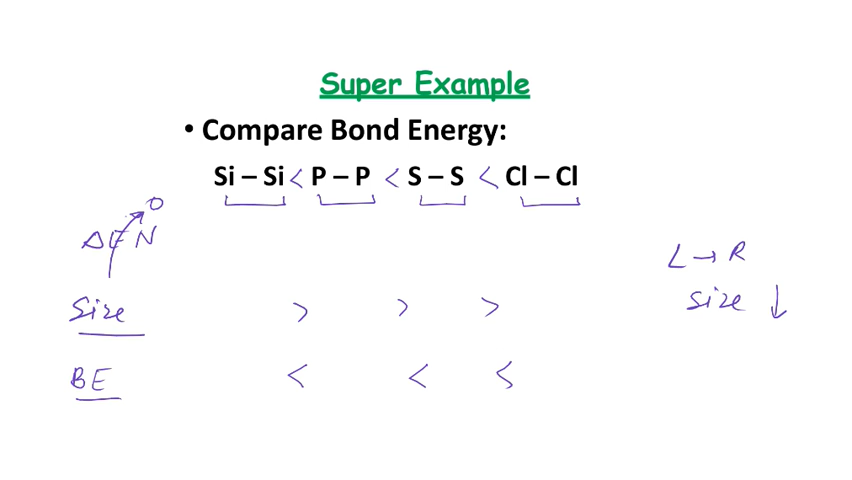 Super Example
• Compare Bond Energy:
Si – Si < P – P < S – S < Cl – Cl
ΔEN → 0
L → R
Size > > >
Size ↓
BE < < <